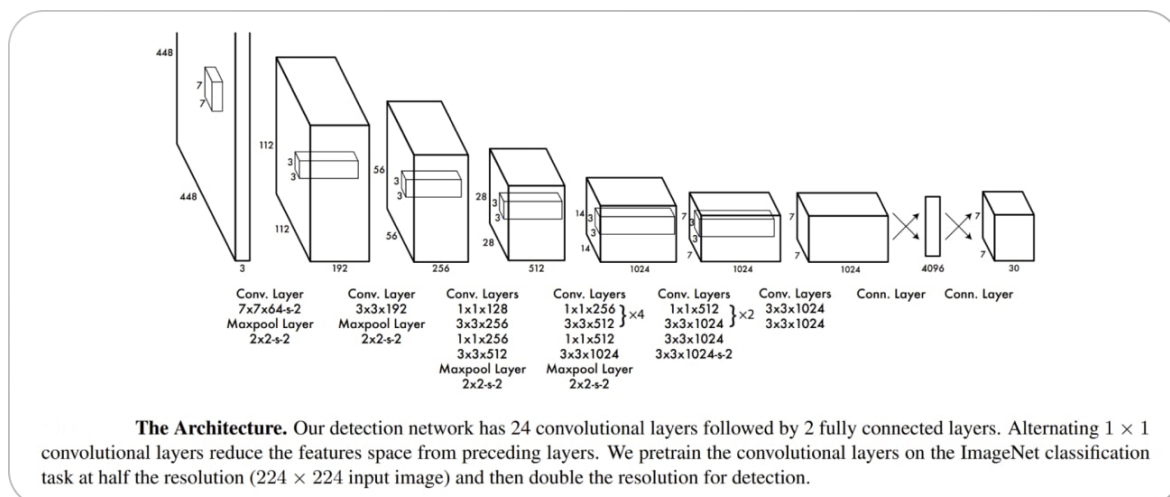 448
7
7
448
3
112
3
3
112
192
56
3
3
56
256
28
3
3
28
512
14
3
3
14
1024
7
3
3
7
1024
7
7
1024
4096
7
7
30
Conv. Layer
7x7x64-s-2
Maxpool Layer
2x2-s-2
Conv. Layer
3x3x192
Maxpool Layer
2x2-s-2
Conv. Layers
1x1x128
3x3x256
1x1x256
3x3x512
Maxpool Layer
2x2-s-2
Conv. Layers
1x1x256
3x3x512 }×4
1x1x512
3x3x1024
Maxpool Layer
2x2-s-2
Conv. Layers
1x1x512
3x3x1024 }×2
3x3x1024
3x3x1024-s-2
Conv. Layers
3x3x1024
3x3x1024
Conn. Layer
Conn. Layer
The Architecture. Our detection network has 24 convolutional layers followed by 2 fully connected layers. Alternating 1 × 1
convolutional layers reduce the features space from preceding layers. We pretrain the convolutional layers on the ImageNet classification
task at half the resolution (224 × 224 input image) and then double the resolution for detection.